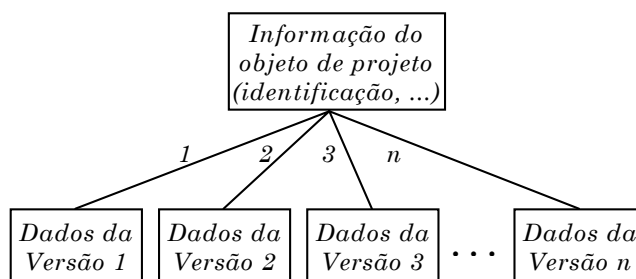 Informação do
objeto de projeto
(identificação, ...)
1 2 3 n
Dados da
Versão 1
Dados da
Versão 2
Dados da
Versão 3
. . .
Dados da
Versão n